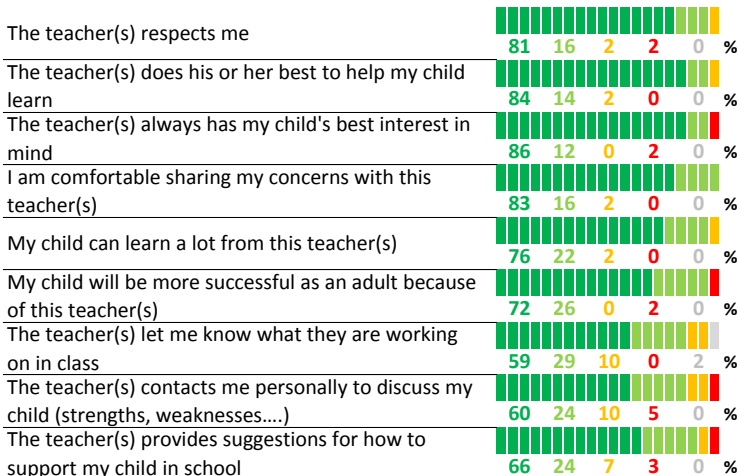 The teacher(s) respects me
81 16 2 2 0 %
The teacher(s) does his or her best to help my child
learn
84 14 2 0 0 %
The teacher(s) always has my child's best interest in
mind
86 12 0 2 0 %
I am comfortable sharing my concerns with this
teacher(s)
83 16 2 0 0 %
My child can learn a lot from this teacher(s)
76 22 2 0 0 %
My child will be more successful as an adult because
of this teacher(s)
72 26 0 2 0 %
The teacher(s) let me know what they are working
on in class
59 29 10 0 2 %
The teacher(s) contacts me personally to discuss my
child (strengths, weaknesses....)
60 24 10 5 0 %
The teacher(s) provides suggestions for how to
support my child in school
66 24 7 3 0 %